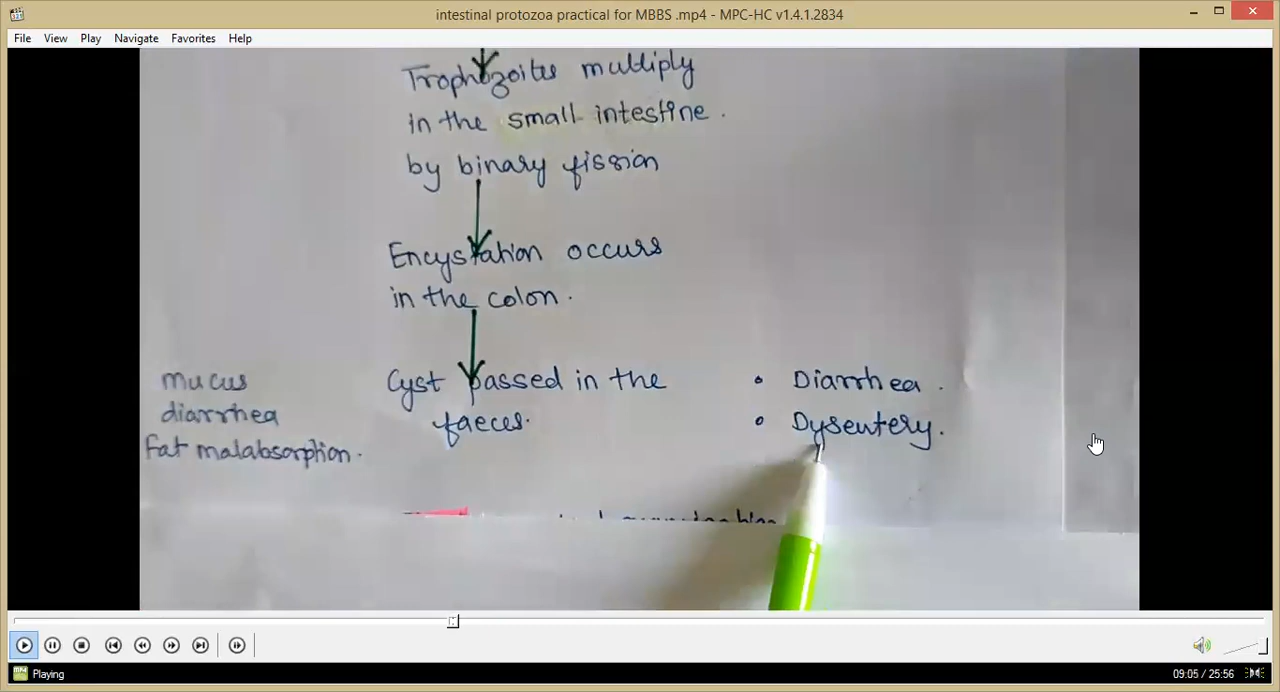 intestinal protozoa practical for MBBS .mp4 - MPC-HC v1.4.1.2834
File View Play Navigate Favorites Help
Trophozoites multiply
in the small intestine.
by binary fission
Encystation occurs
in the colon.
Cyst passed in the
faeces.
mucus
diarrhea
Fat malabsorption.
• Diarrhea.
• Dysentery.
Playing
09:05 / 25:56